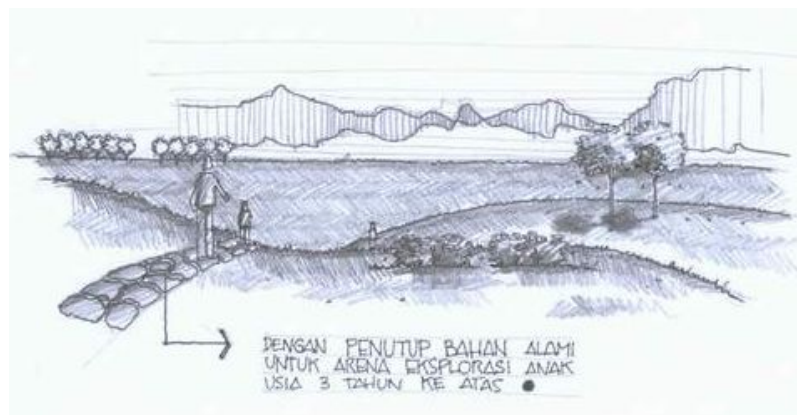 DENGAN PENUTUP BAHAN ALAMI
UNTUK ARENA EKSPLORASI ANAK
USIA 3 TAHUN KE ATAS